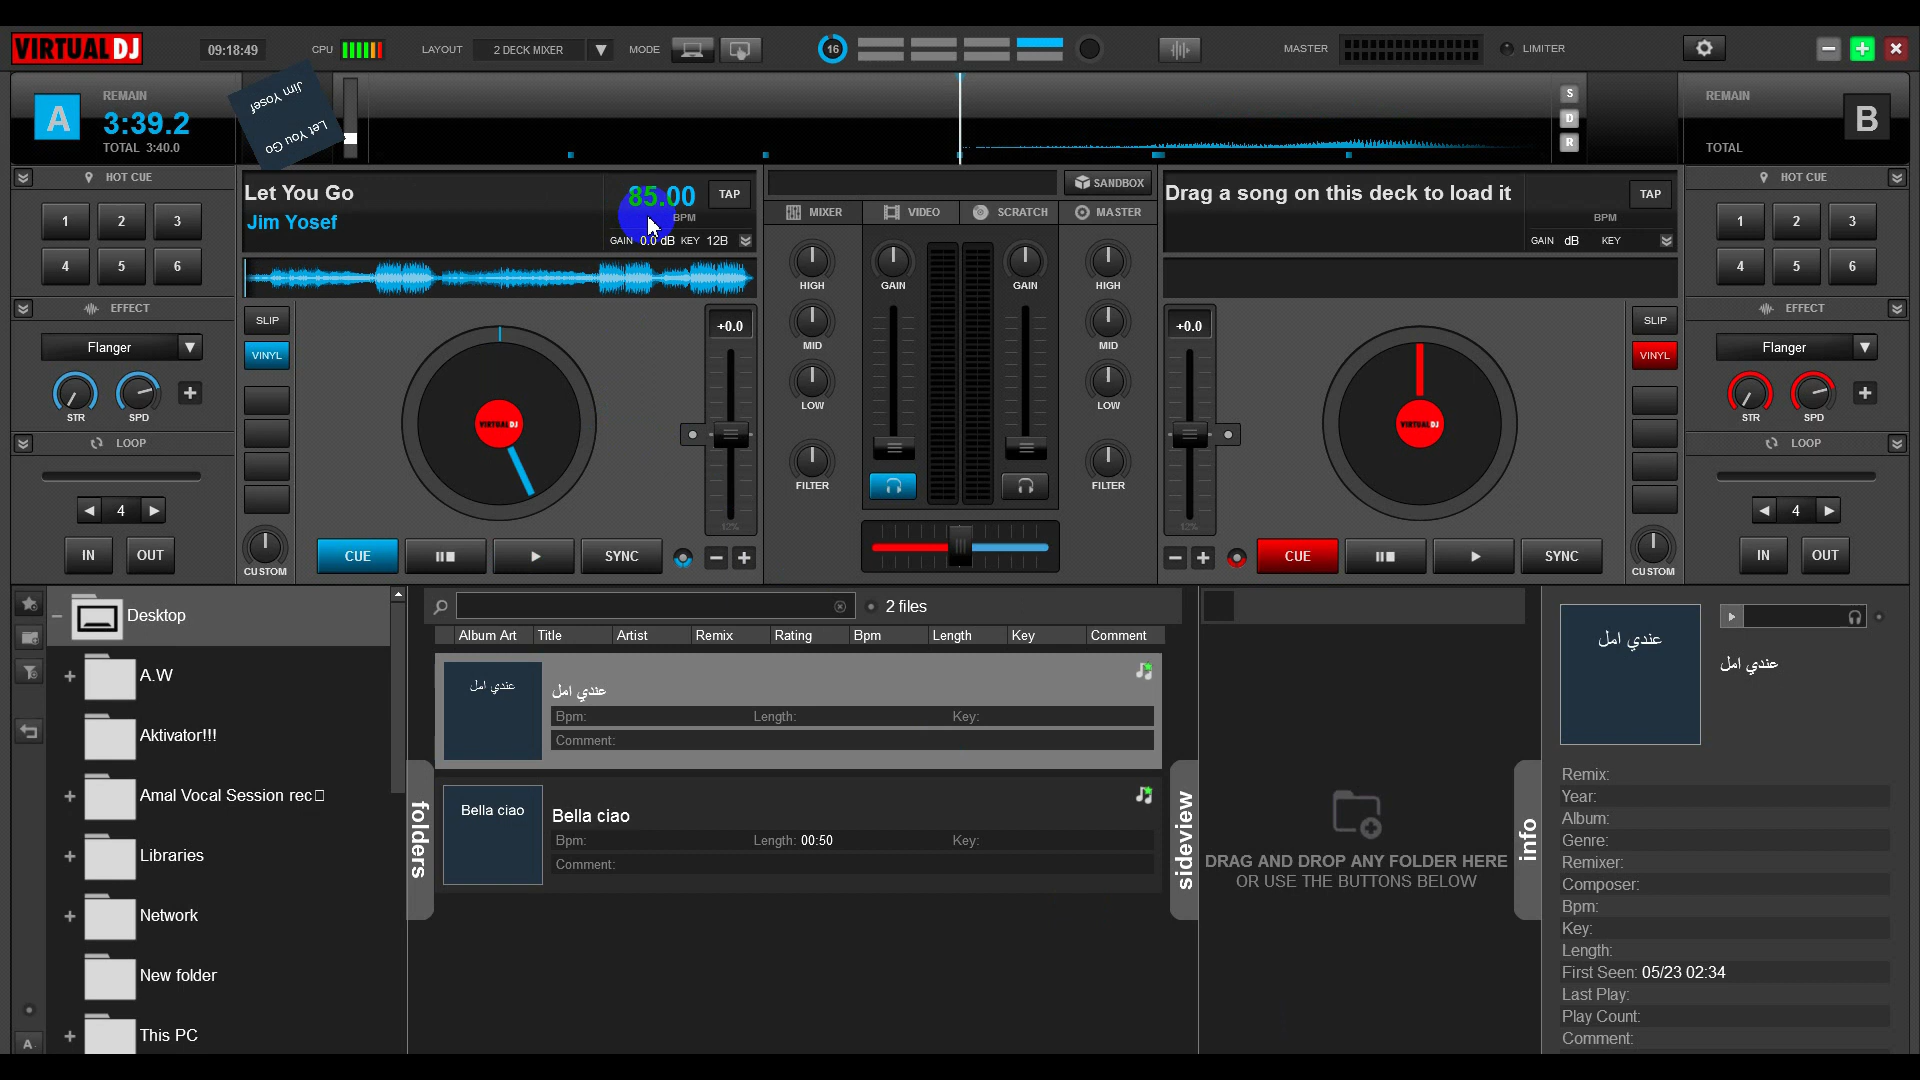 VIRTUAL DJ
09:18:49
CPU
LAYOUT
2 DECK MIXER
MODE
16
MASTER
LIMITER
A
REMAIN
3:39.2
TOTAL 3:40.0
Jim Yosef
Let You Go
S
D
R
REMAIN
TOTAL
B
HOT CUE
1 2 3
4 5 6
Let You Go
Jim Yosef
85.00
BPM
TAP
GAIN 0.0 dB KEY 12B
SANDBOX
MIXER
VIDEO
SCRATCH
MASTER
Drag a song on this deck to load it
TAP
BPM
GAIN dB KEY
HOT CUE
1 2 3
4 5 6
EFFECT
Flanger
STR SPD
LOOP
4
IN OUT
SLIP
VINYL
CUSTOM
VIRTUAL DJ
+0.0
12%
CUE
SYNC
HIGH
MID
LOW
FILTER
GAIN
GAIN
HIGH
MID
LOW
FILTER
+0.0
12%
VIRTUAL DJ
CUE
SYNC
SLIP
VINYL
CUSTOM
EFFECT
Flanger
STR SPD
LOOP
4
IN OUT
Desktop
A.W
Aktivator!!!
Amal Vocal Session rec
Libraries
Network
New folder
This PC
A
folders
2 files
Album Art Title Artist Remix Rating Bpm Length Key Comment
عندي امل
عندي امل
Bpm: Length: Key:
Comment:
Bella ciao
Bella ciao
Bpm: Length: 00:50 Key:
Comment:
sideview
DRAG AND DROP ANY FOLDER HERE
OR USE THE BUTTONS BELOW
info
عندي امل
عندي امل
Remix:
Year:
Album:
Genre:
Remixer:
Composer:
Bpm:
Key:
Length:
First Seen: 05/23 02:34
Last Play:
Play Count:
Comment: